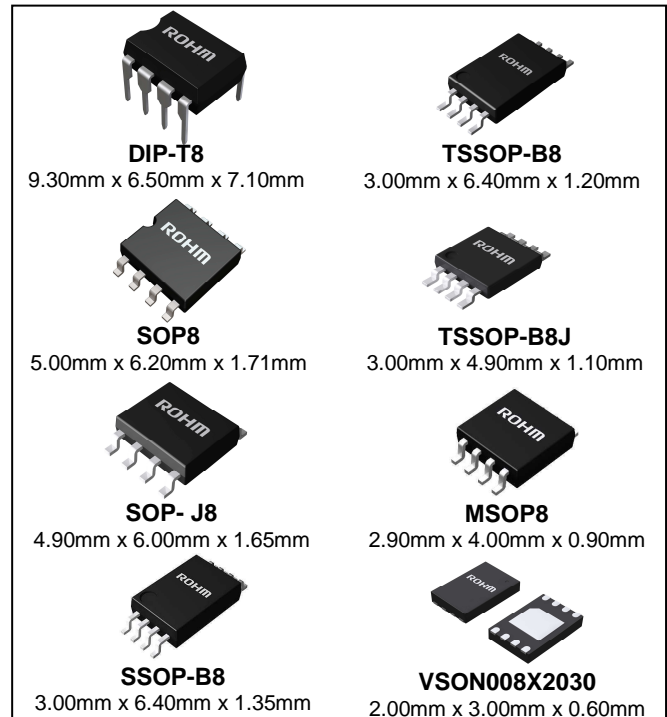 ROHM
DIP-T8
9.30mm x 6.50mm x 7.10mm
ROHM
TSSOP-B8
3.00mm x 6.40mm x 1.20mm
ROHM
SOP8
5.00mm x 6.20mm x 1.71mm
ROHM
TSSOP-B8J
3.00mm x 4.90mm x 1.10mm
ROHM
SOP- J8
4.90mm x 6.00mm x 1.65mm
ROHM
MSOP8
2.90mm x 4.00mm x 0.90mm
ROHM
SSOP-B8
3.00mm x 6.40mm x 1.35mm
ROHM
VSON008X2030
2.00mm x 3.00mm x 0.60mm